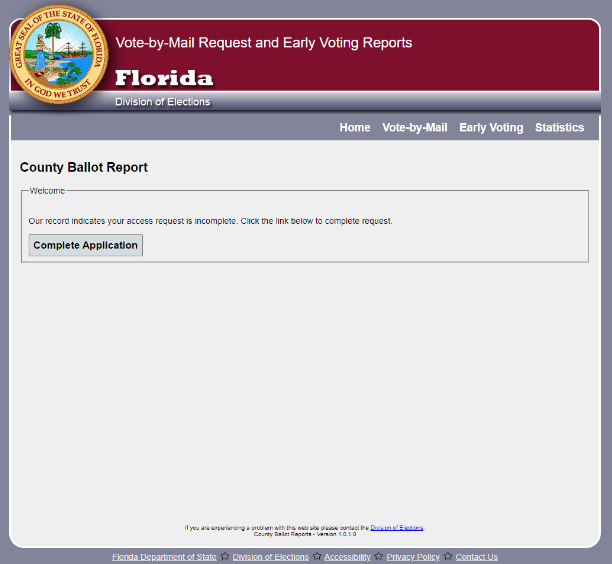 GREAT SEAL OF THE STATE OF FLORIDA
IN GOD WE TRUST
Vote-by-Mail Request and Early Voting Reports
Florida
Division of Elections
Home Vote-by-Mail Early Voting Statistics
County Ballot Report
Welcome
Our record indicates your access request is incomplete. Click the link below to complete request.
Complete Application
If you are experiencing a problem with this web site please contact the Division of Elections.
County Ballot Reports - Version 1.0.1.0
Florida Department of State ☆ Division of Elections ☆ Accessibility ☆ Privacy Policy ☆ Contact Us